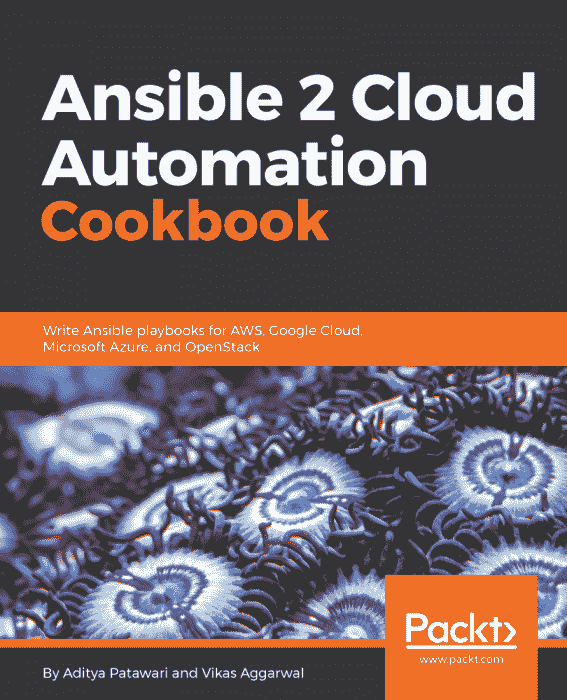 Ansible 2 Cloud
Automation
Cookbook
Write Ansible playbooks for AWS, Google Cloud,
Microsoft Azure, and OpenStack
Packt>
www.packt.com
By Aditya Patawari and Vikas Aggarwal